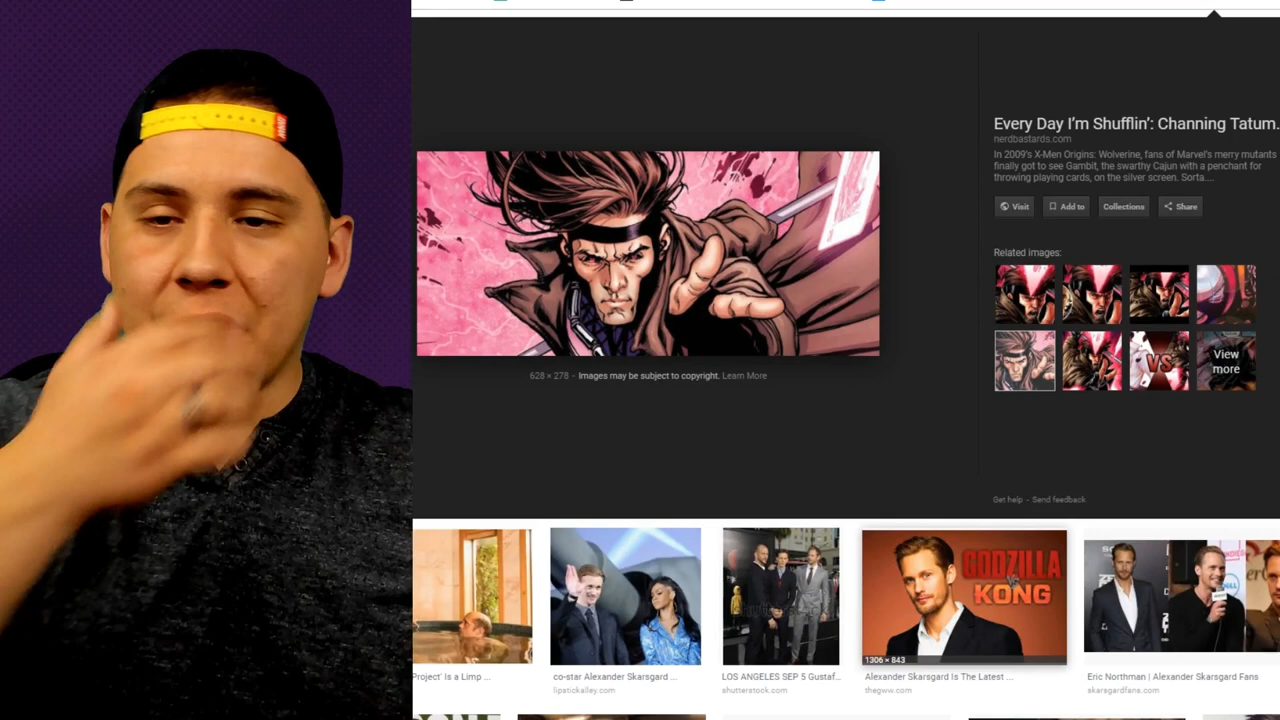 Every Day I'm Shufflin': Channing Tatum.
nerdbastards.com
In 2009's X-Men Origins: Wolverine, fans of Marvel's merry mutants
finally got to see Gambit, the swarthy Cajun with a penchant for
throwing playing cards, on the silver screen. Sorta....
Visit
Add to
Collections
Share
Related images:
VS
View
more
628 × 278 - Images may be subject to copyright. Learn More
Get help - Send feedback
GODZILLA
vs
KONG
1306 × 843
Project' Is a Limp ...
co-star Alexander Skarsgard ...
lipstickalley.com
LOS ANGELES SEP 5 Gustaf...
shutterstock.com
Alexander Skarsgard Is The Latest ...
thegww.com
Eric Northman | Alexander Skarsgard Fans
skarsgardfans.com